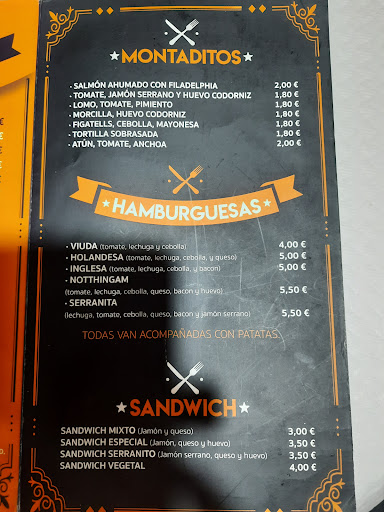 MONTADITOS
· SALMÓN AHUMADO CON FILADELPHIA 2,00 €
· TOMATE, JAMÓN SERRANO Y HUEVO CODORNIZ 1,80 €
· LOMO, TOMATE, PIMIENTO 1,80 €
· MORCILLA, HUEVO CODORNIZ 1,80 €
· FIGATELLS, CEBOLLA, MAYONESA 1,80 €
· TORTILLA SOBRASADA 1,80 €
· ATÚN, TOMATE, ANCHOA 2,00 €
HAMBURGUESAS
· VIUDA (tomate, lechuga y cebolla) 4,00 €
· HOLANDESA (tomate, lechuga, cebolla, y queso) 5,00 €
· INGLESA (tomate, lechuga, cebolla, y bacon) 5,00 €
· NOTTHINGAM
(tomate, lechuga, cebolla, queso, bacon y huevo) 5,50 €
· SERRANITA
(lechuga, tomate, cebolla, queso, bacon y jamón serrano) 5,50 €
TODAS VAN ACOMPAÑADAS CON PATATAS.
SANDWICH
SANDWICH MIXTO (Jamón y queso) 3,00 €
SANDWICH ESPECIAL (Jamón, queso y huevo) 3,50 €
SANDWICH SERRANITO (Jamón serrano, queso y huevo) 3,50 €
SANDWICH VEGETAL 4,00 €